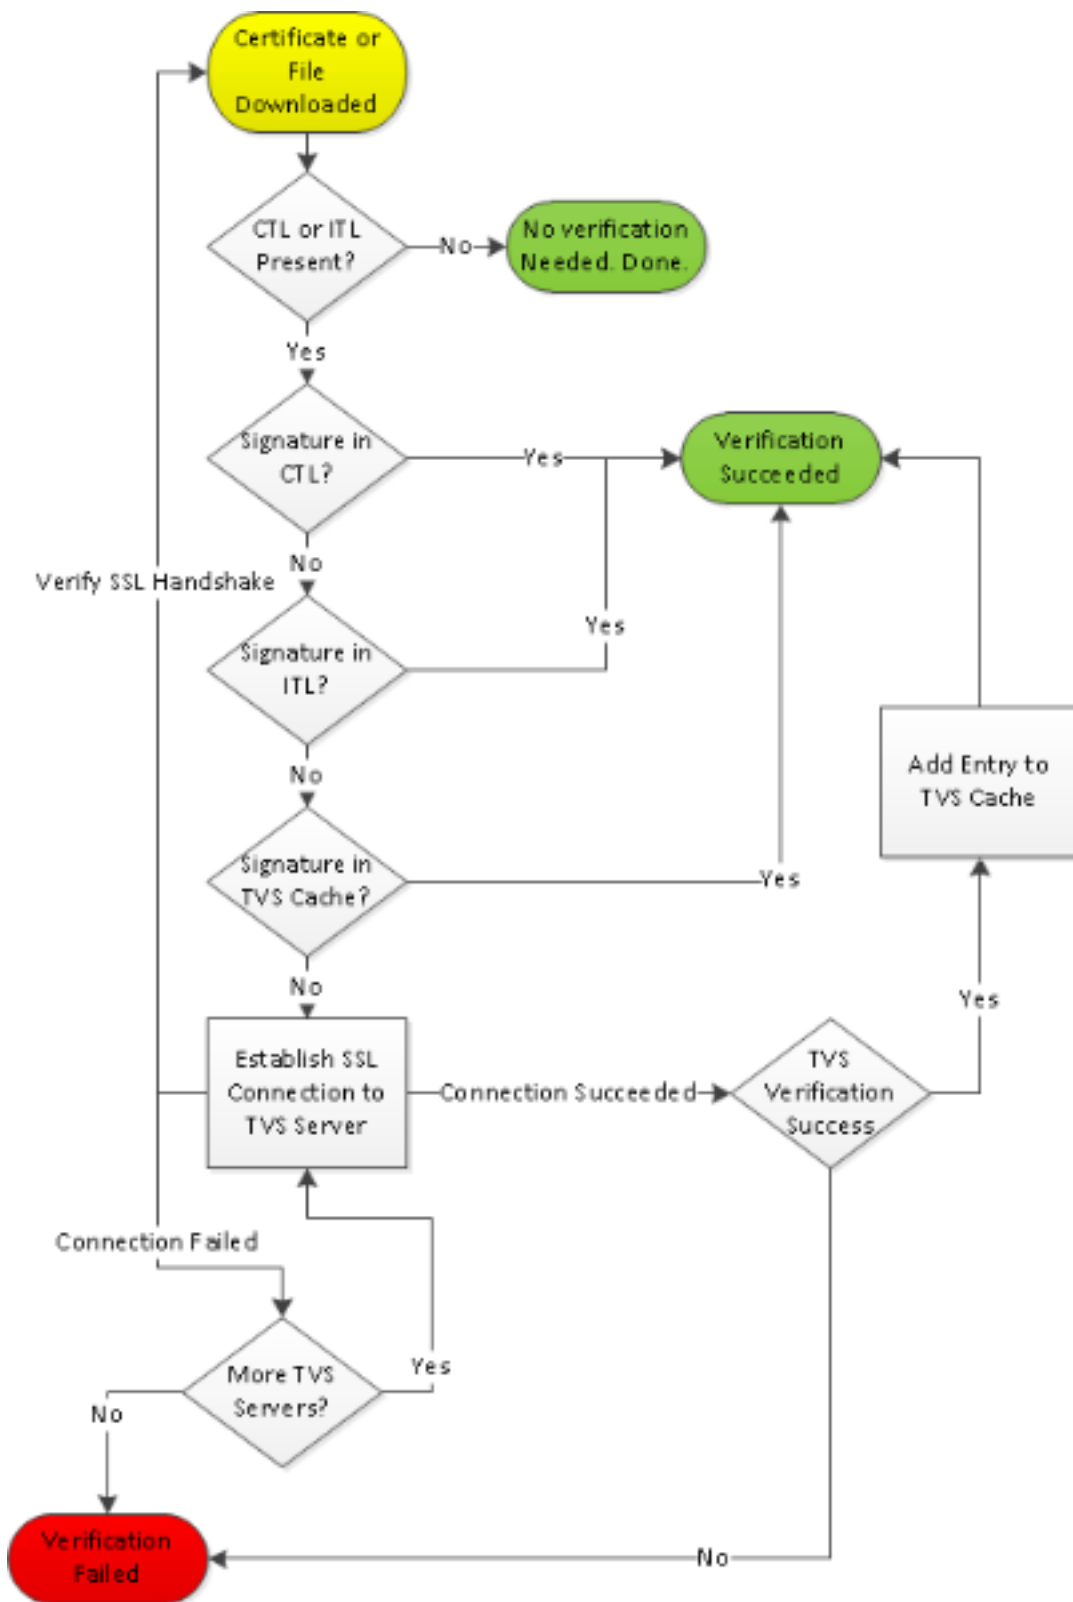 Certificate or
File
Downloaded
CTL or ITL
Present?
No
No verification
Needed. Done.
Yes
Signature in
CTL?
Yes
Verification
Succeeded
No
Verify SSL Handshake
Signature in
ITL?
Yes
No
Add Entry to
TVS Cache
Signature in
TVS Cache?
Yes
No
Yes
Establish SSL
Connection to
TVS Server
Connection Succeeded
TVS
Verification
Success
Connection Failed
More TVS
Servers?
Yes
No
Verification
Failed
No